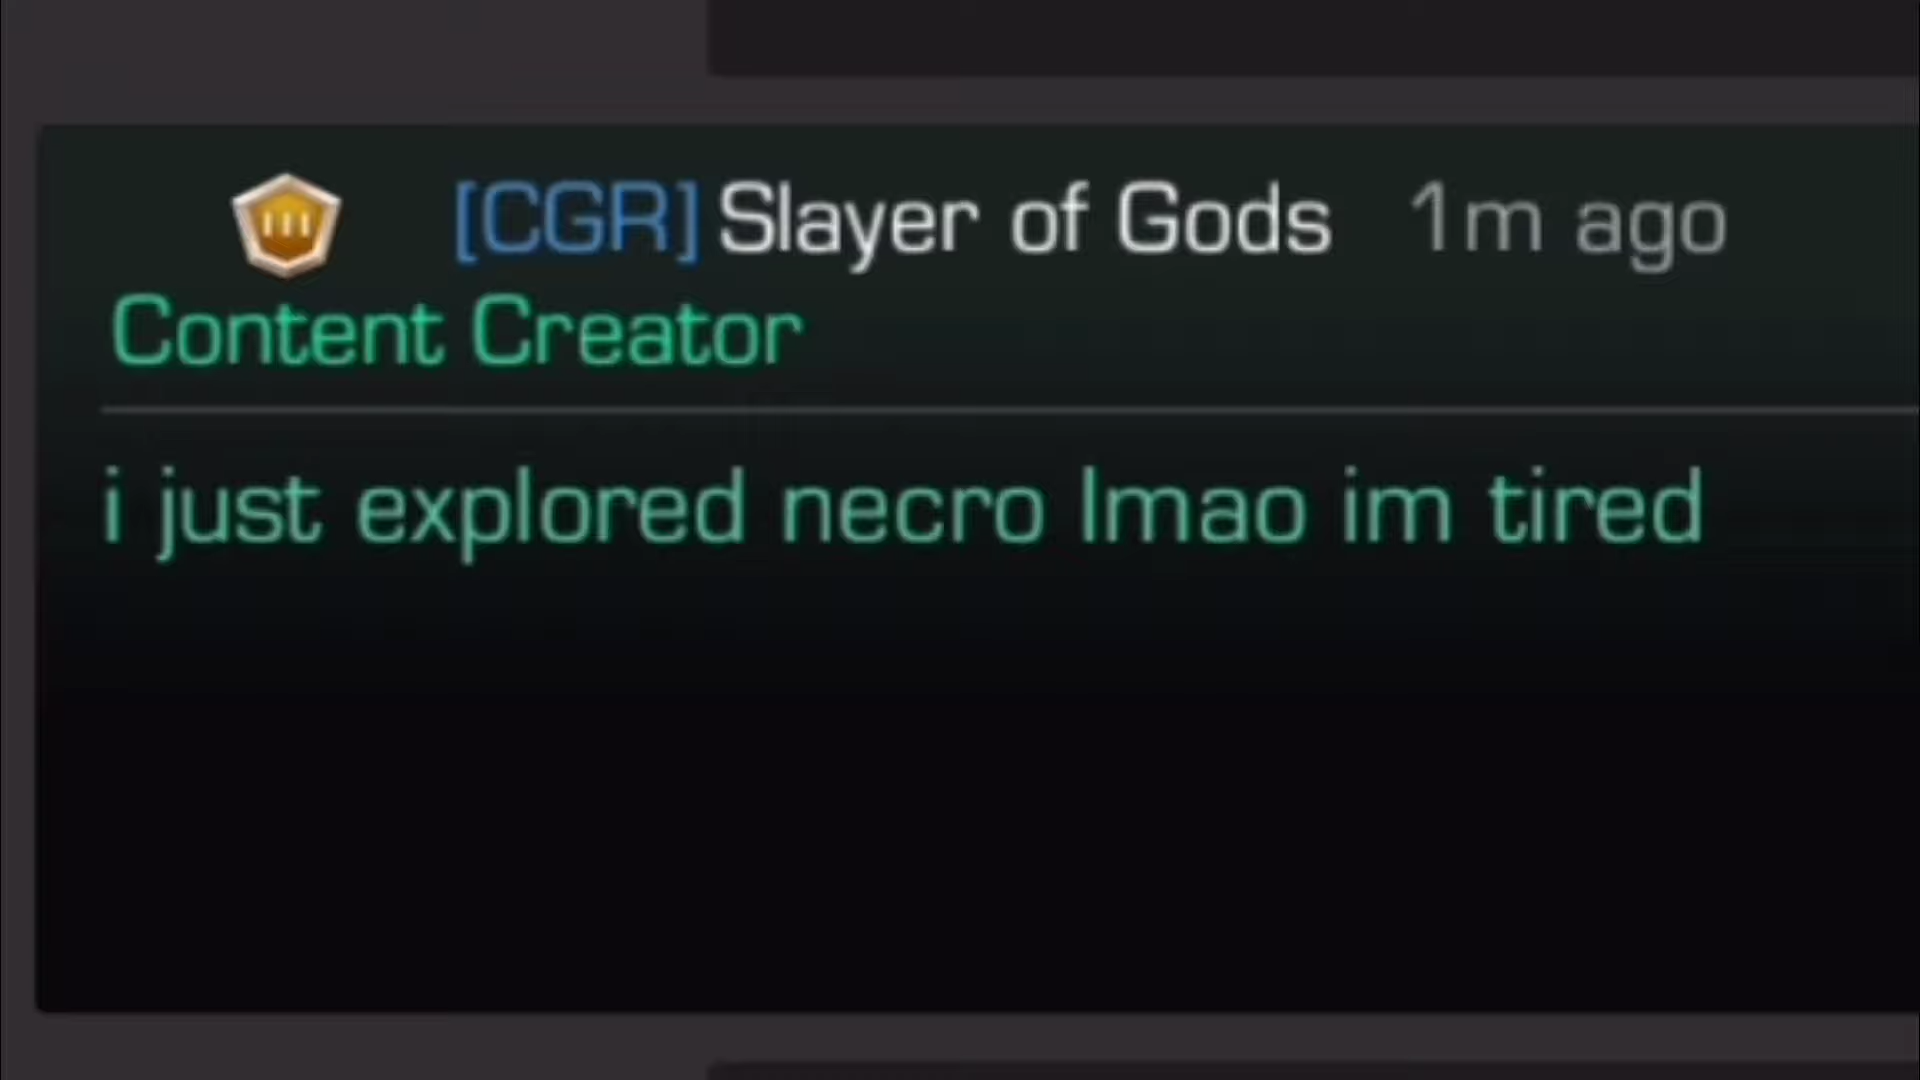 [CGR] Slayer of Gods 1m ago
Content Creator
i just explored necro lmao im tired